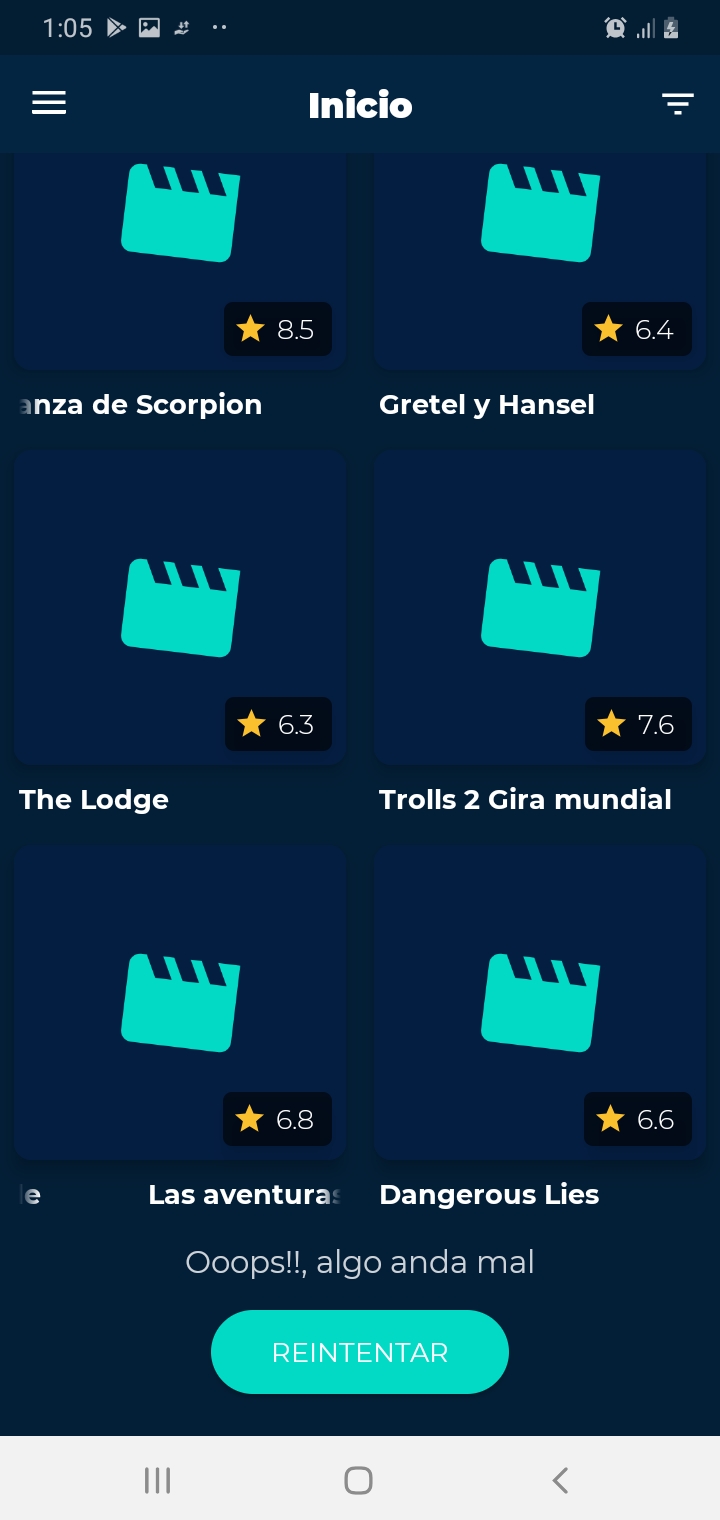 1:05
Inicio
8.5
6.4
anza de Scorpion
Gretel y Hansel
6.3
7.6
The Lodge
Trolls 2 Gira mundial
6.8
6.6
le Las aventuras
Dangerous Lies
Ooops!!, algo anda mal
REINTENTAR